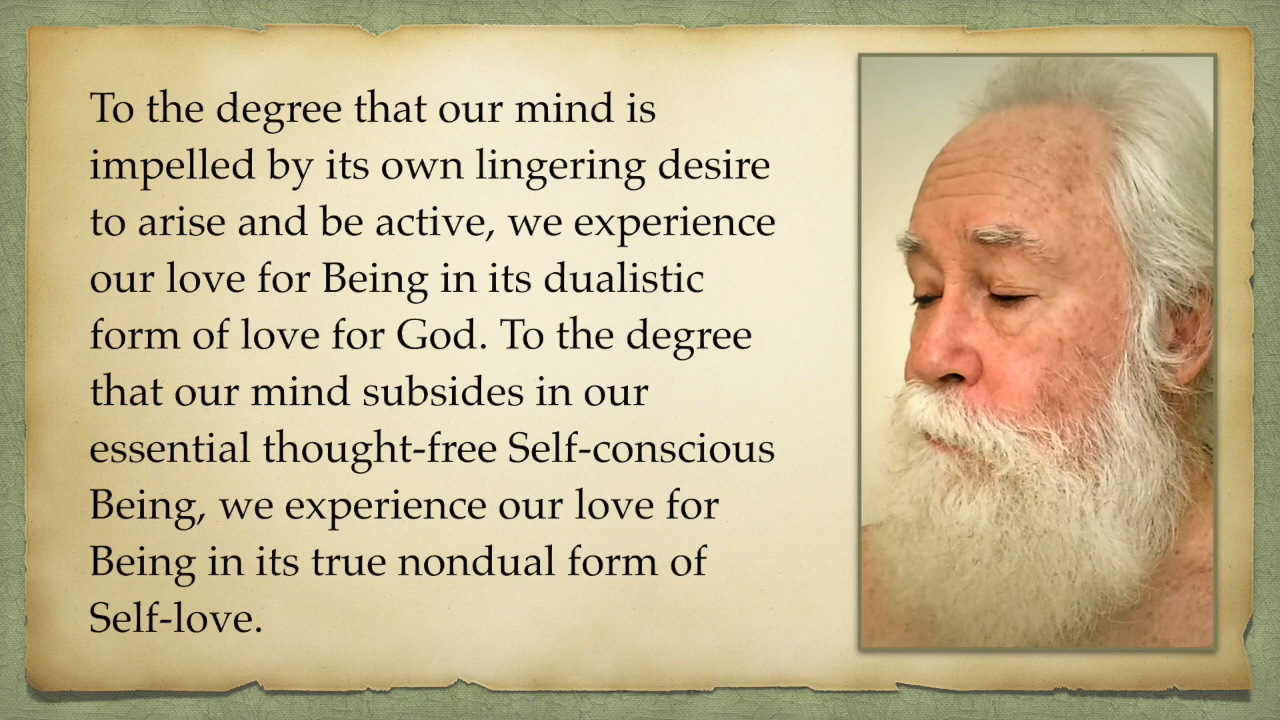 To the degree that our mind is
impelled by its own lingering desire
to arise and be active, we experience
our love for Being in its dualistic
form of love for God. To the degree
that our mind subsides in our
essential thought-free Self-conscious
Being, we experience our love for
Being in its true nondual form of
Self-love.